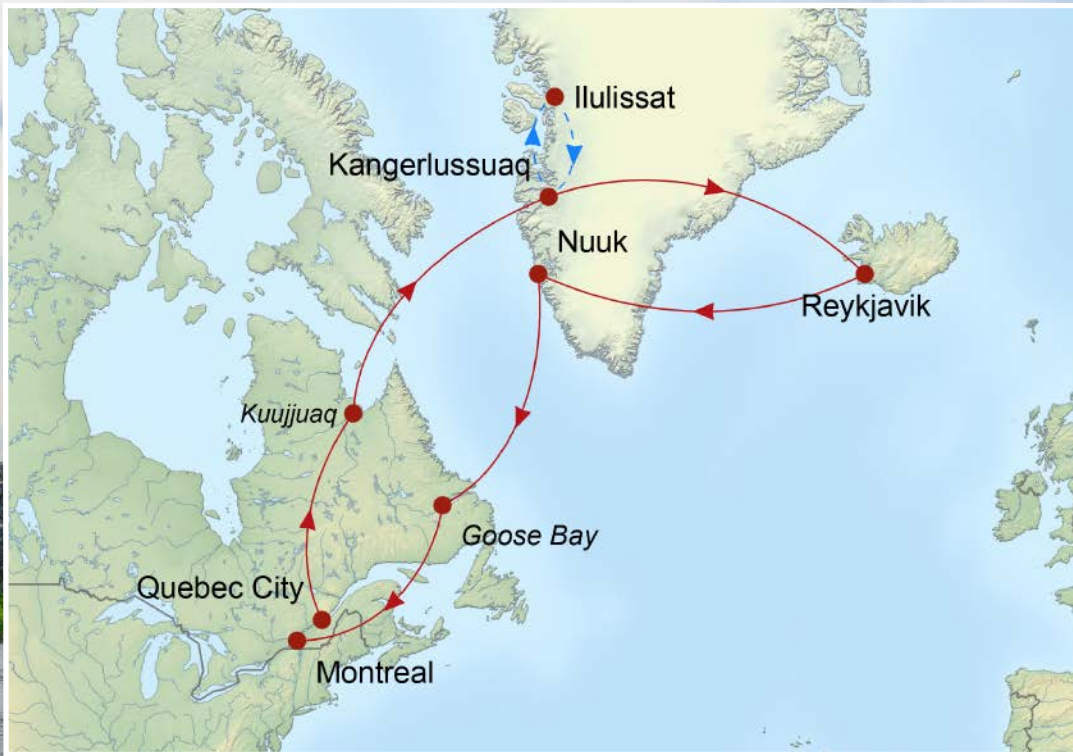 Ilulissat
Kangerlussuaq
Nuuk
Reykjavik
Kuujjuaq
Goose Bay
Quebec City
Montreal